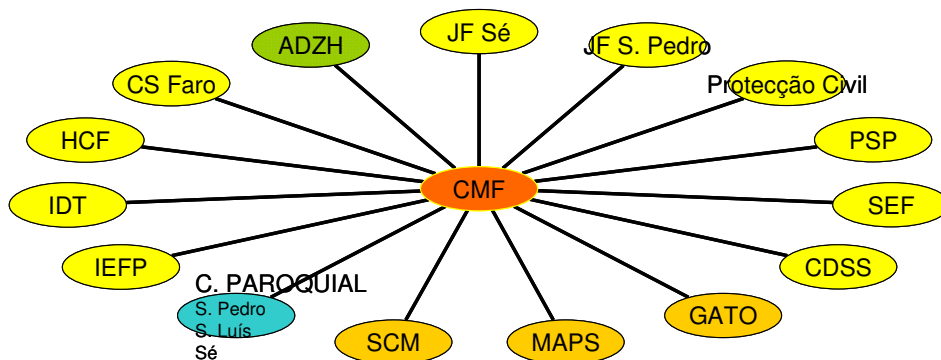 JF Sé
ADZH
JF S. Pedro
CS Faro
Protecção Civil
HCF
PSP
CMF
IDT
SEF
IEFP
CDSS
C. PAROQUIAL
S. Pedro
S. Luís
Sé
GATO
SCM
MAPS